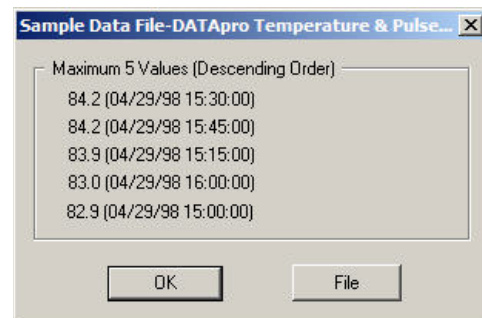 Sample Data File-DATApro Temperature & Pulse...
Maximum 5 Values (Descending Order)
84.2 (04/29/98 15:30:00)
84.2 (04/29/98 15:45:00)
83.9 (04/29/98 15:15:00)
83.0 (04/29/98 16:00:00)
82.9 (04/29/98 15:00:00)
OK
File